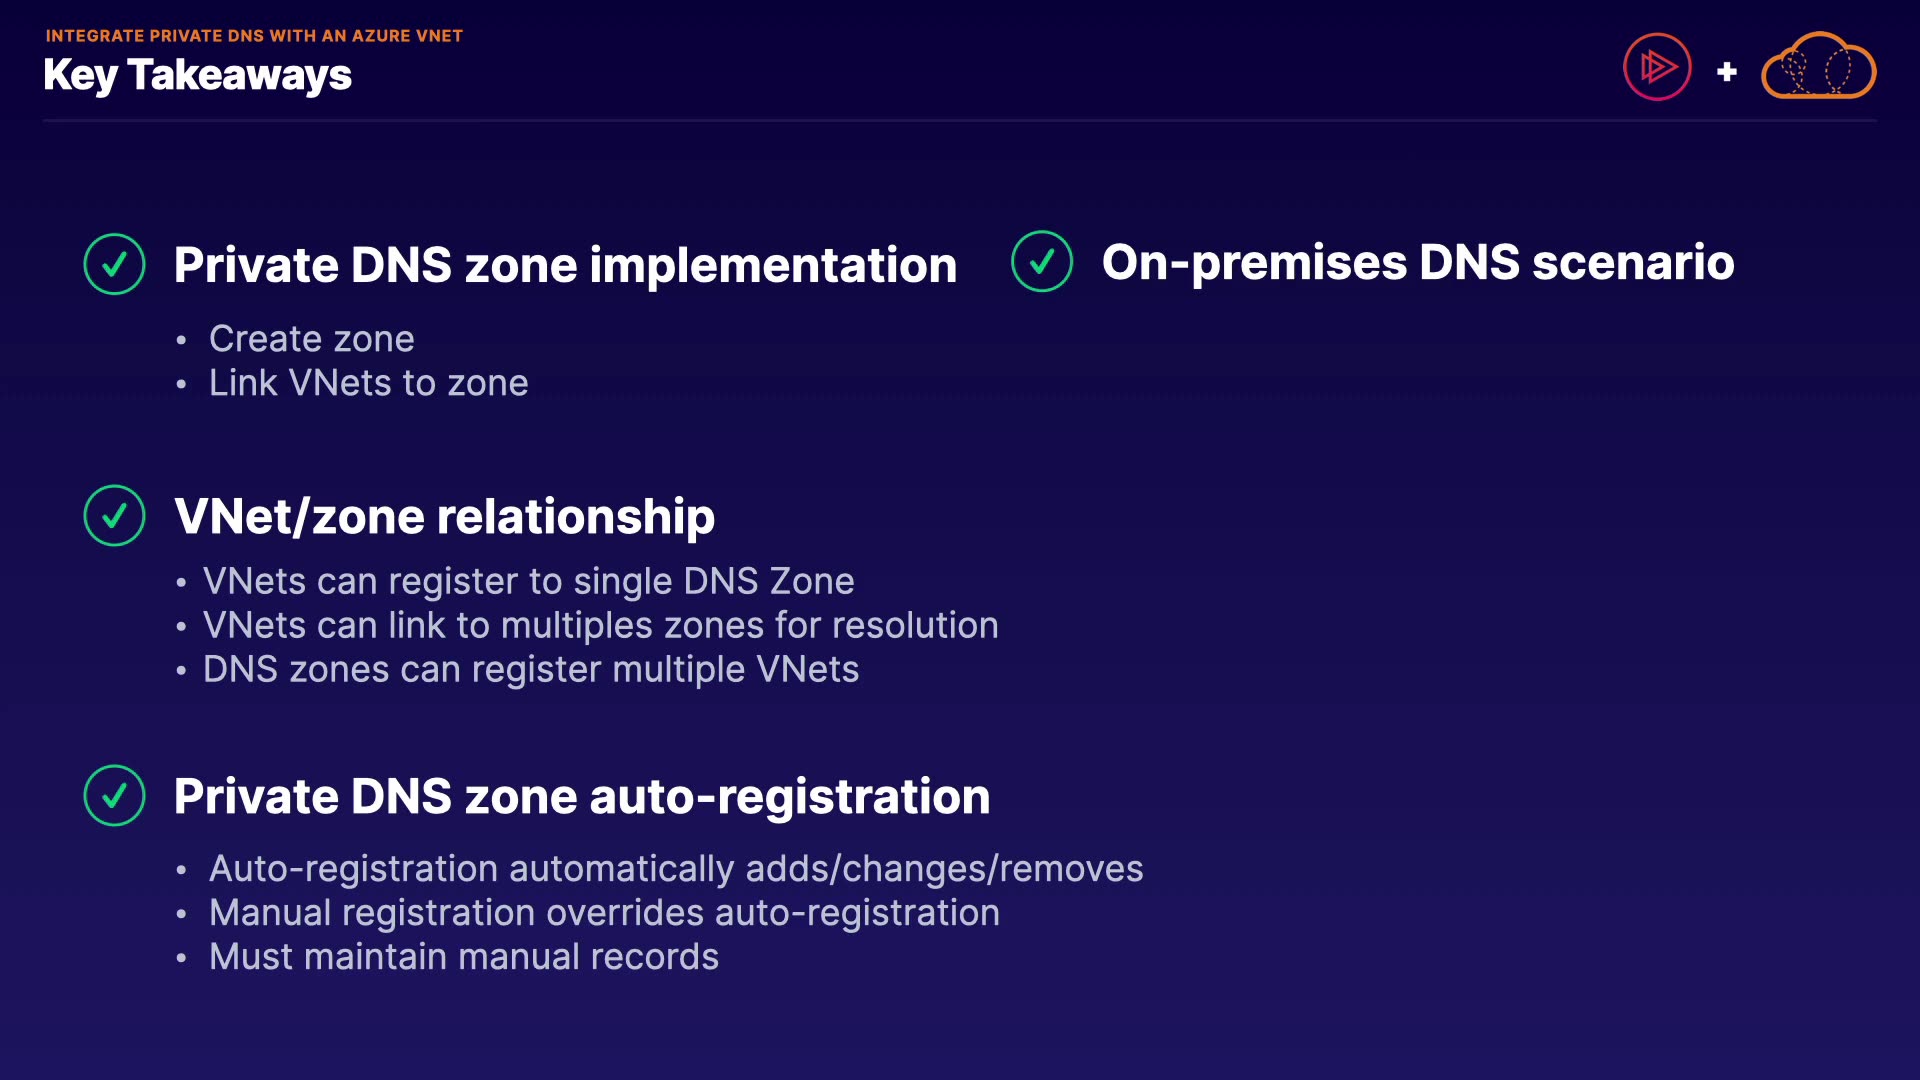 INTEGRATE PRIVATE DNS WITH AN AZURE VNET
Key Takeaways
+
Private DNS zone implementation
• Create zone
• Link VNets to zone
VNet/zone relationship
• VNets can register to single DNS Zone
• VNets can link to multiples zones for resolution
• DNS zones can register multiple VNets
Private DNS zone auto-registration
• Auto-registration automatically adds/changes/removes
• Manual registration overrides auto-registration
• Must maintain manual records
On-premises DNS scenario